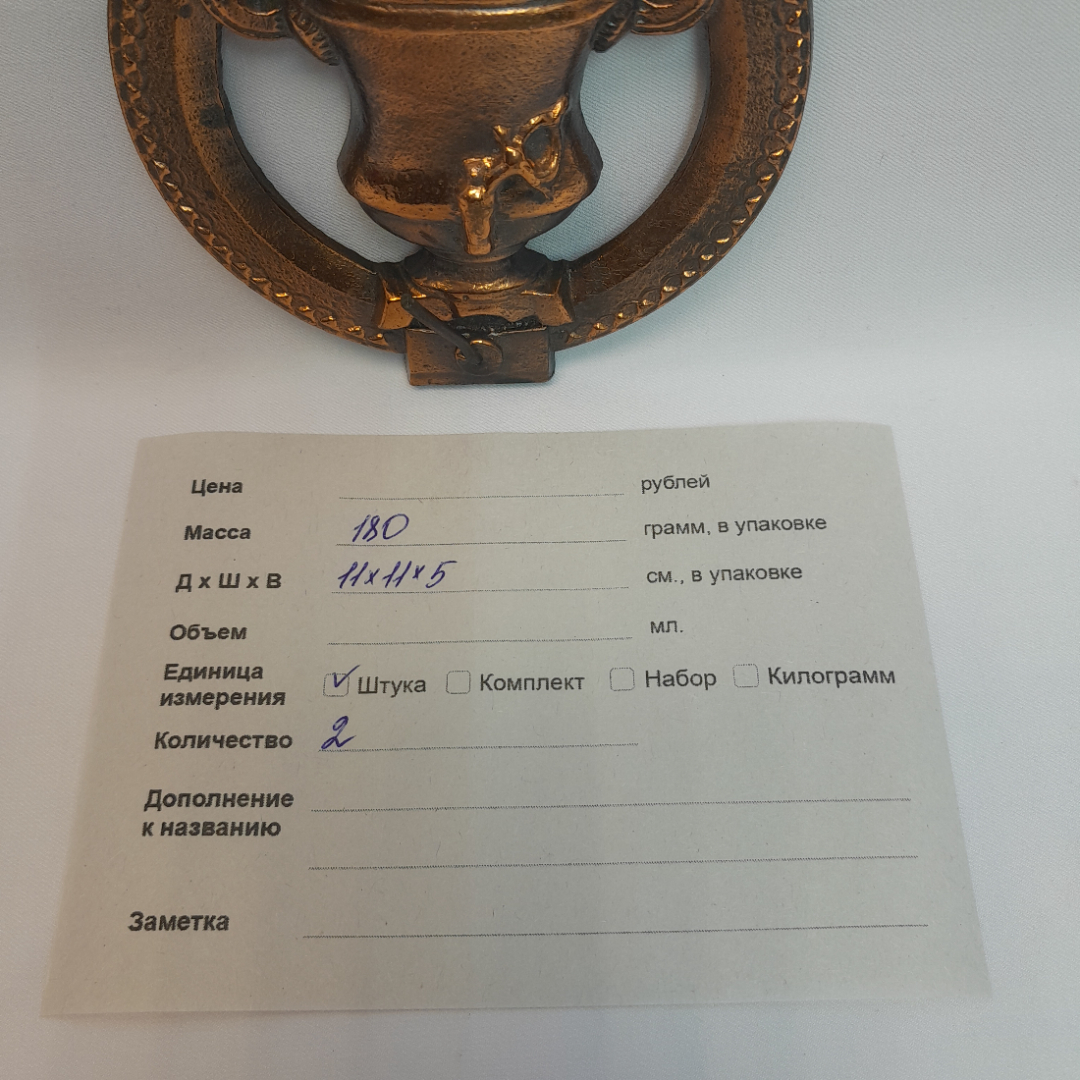 Цена рублей
Масса 180 грамм, в упаковке
Д х Ш х В 11х11х5 см., в упаковке
Объем мл.
Единица
измерения Штука Комплект Набор Килограмм
Количество 2
Дополнение
к названию
Заметка